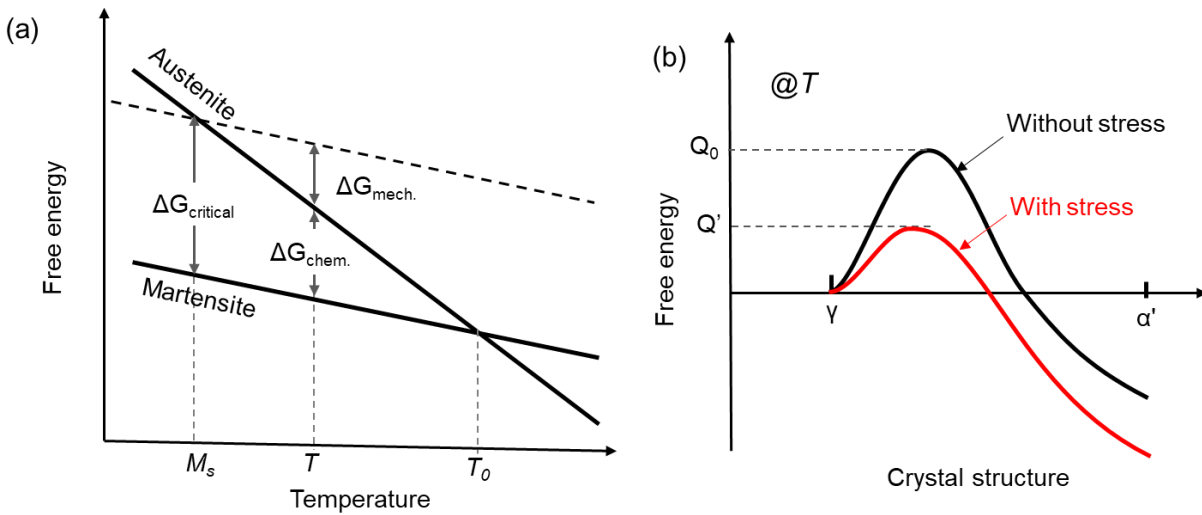 (a)
Austenite
ΔGmech.
ΔGcritical
ΔGchem.
Martensite
Free energy
Ms
T
T0
Temperature
(b)
@T
Without stress
Q0
With stress
Q'
Free energy
γ
α'
Crystal structure